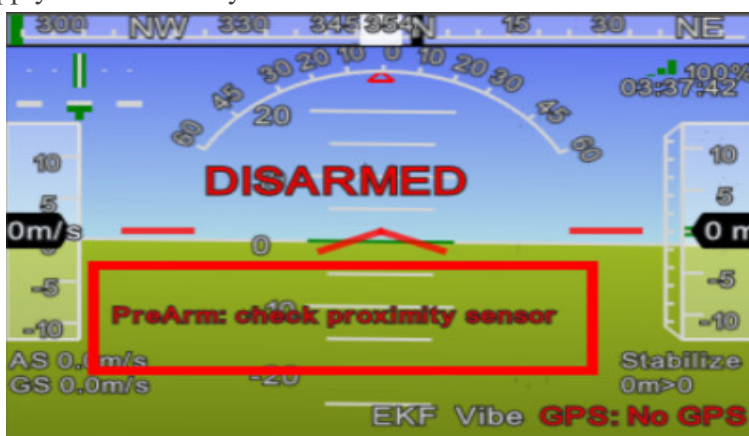 300 NW 330 345 354 N 15 30 NE
60 45 30 20 10 0 10 20 30 45 60
100%
03:37:42
20
10 10
DISARMED
5 5
0m/s 0 m
0
-5 -5
PreArm: check proximity sensor
-10 -10 -10
AS 0.0m/s Stabilize
GS 0.0m/s -20 0m>0
EKF Vibe GPS: No GPS